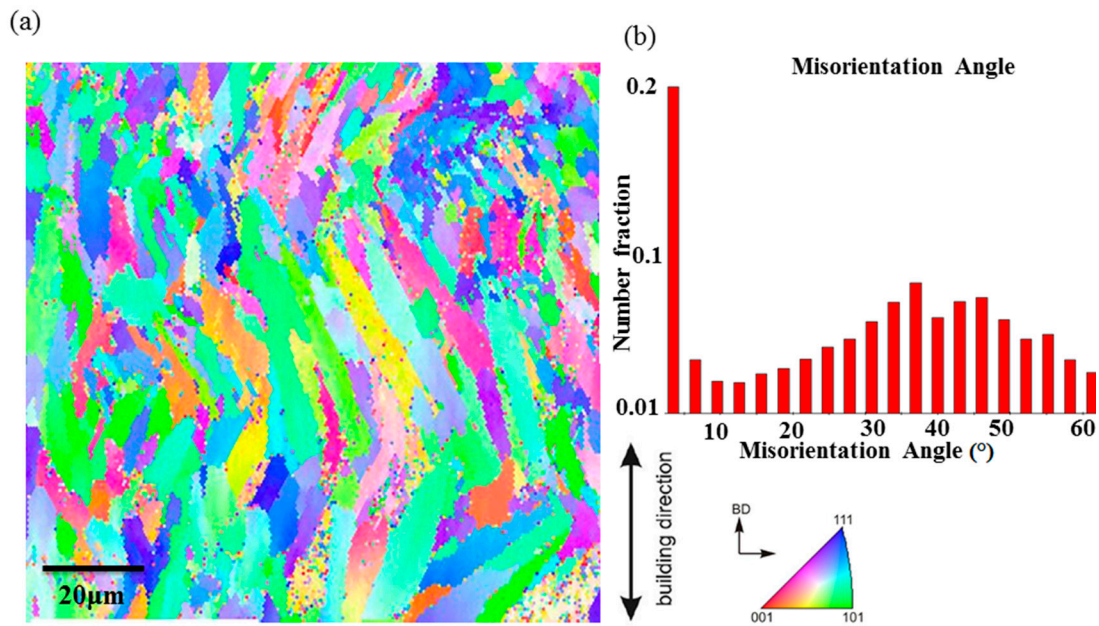 (a)
20μm
building direction
(b)
Misorientation Angle
Number fraction
0.2
0.1
0.01
10 20 30 40 50 60
Misorientation Angle (°)
BD
111
001 101